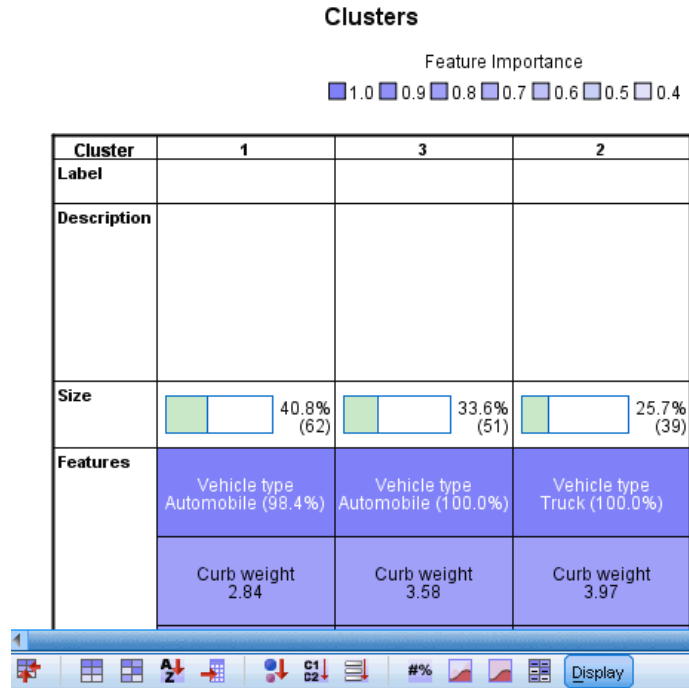 Clusters
Feature Importance
1.0 0.9 0.8 0.7 0.6 0.5 0.4
Cluster 1 3 2
Label
Description
Size 40.8% 33.6% 25.7%
(62) (51) (39)
Features
Vehicle type Vehicle type Vehicle type
Automobile (98.4%) Automobile (100.0%) Truck (100.0%)
Curb weight Curb weight Curb weight
2.84 3.58 3.97
A Z C1 C2 #% Display